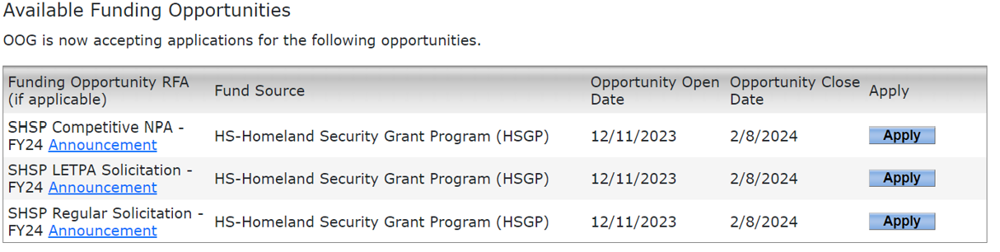 Available Funding Opportunities
OOG is now accepting applications for the following opportunities.
Funding Opportunity RFA (if applicable) Fund Source Opportunity Open Date Opportunity Close Date Apply
SHSP Competitive NPA - FY24 Announcement HS-Homeland Security Grant Program (HSGP) 12/11/2023 2/8/2024 Apply
SHSP LETPA Solicitation - FY24 Announcement HS-Homeland Security Grant Program (HSGP) 12/11/2023 2/8/2024 Apply
SHSP Regular Solicitation - FY24 Announcement HS-Homeland Security Grant Program (HSGP) 12/11/2023 2/8/2024 Apply